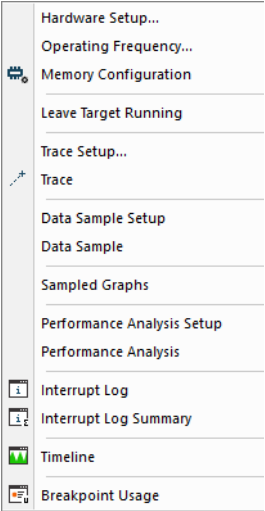 Hardware Setup...
Operating Frequency...
Memory Configuration
Leave Target Running
Trace Setup...
Trace
Data Sample Setup
Data Sample
Sampled Graphs
Performance Analysis Setup
Performance Analysis
Interrupt Log
Interrupt Log Summary
Timeline
Breakpoint Usage